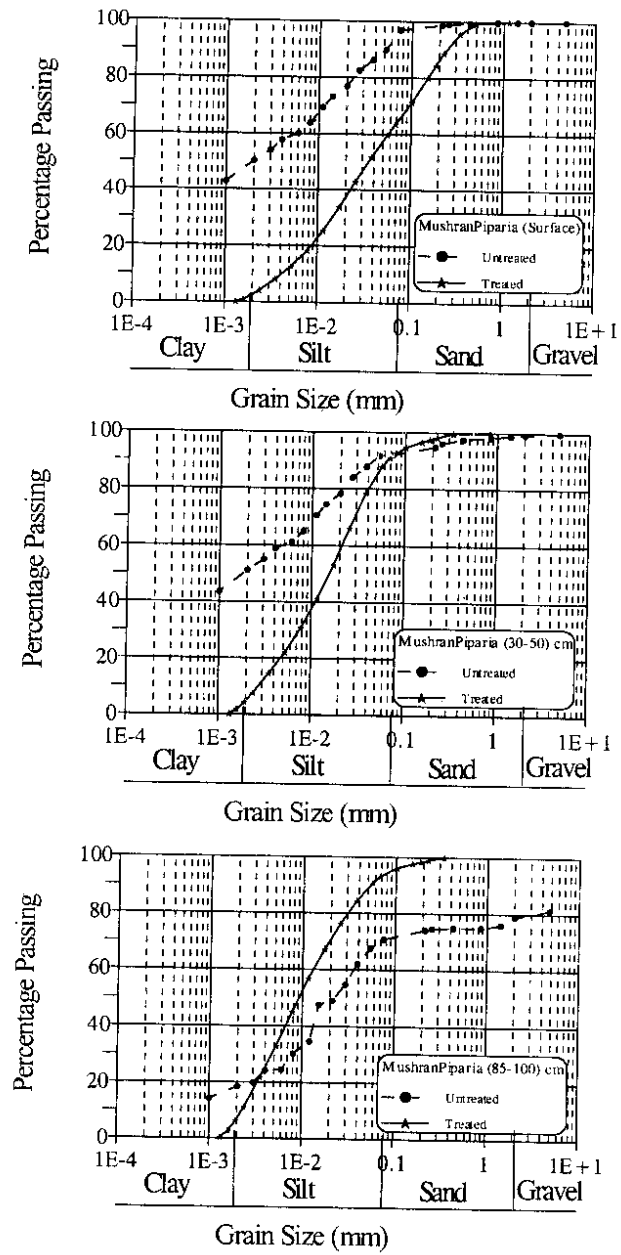 100
80
60
40
20
0
Percentage Passing
MushranPiparia (Surface)
Untreated
Treated
1E-4 1E-3 1E-2 0.1 1 1E+1
Clay Silt Sand Gravel
Grain Size (mm)
100
80
60
40
20
0
Percentage Passing
MushranPiparia (30-50) cm
Untreated
Treated
1E-4 1E-3 1E-2 0.1 1 1E+1
Clay Silt Sand Gravel
Grain Size (mm)
100
80
60
40
20
0
Percentage Passing
MushranPiparia (85-100) cm
Untreated
Treated
1E-4 1E-3 1E-2 0.1 1 1E+1
Clay Silt Sand Gravel
Grain Size (mm)